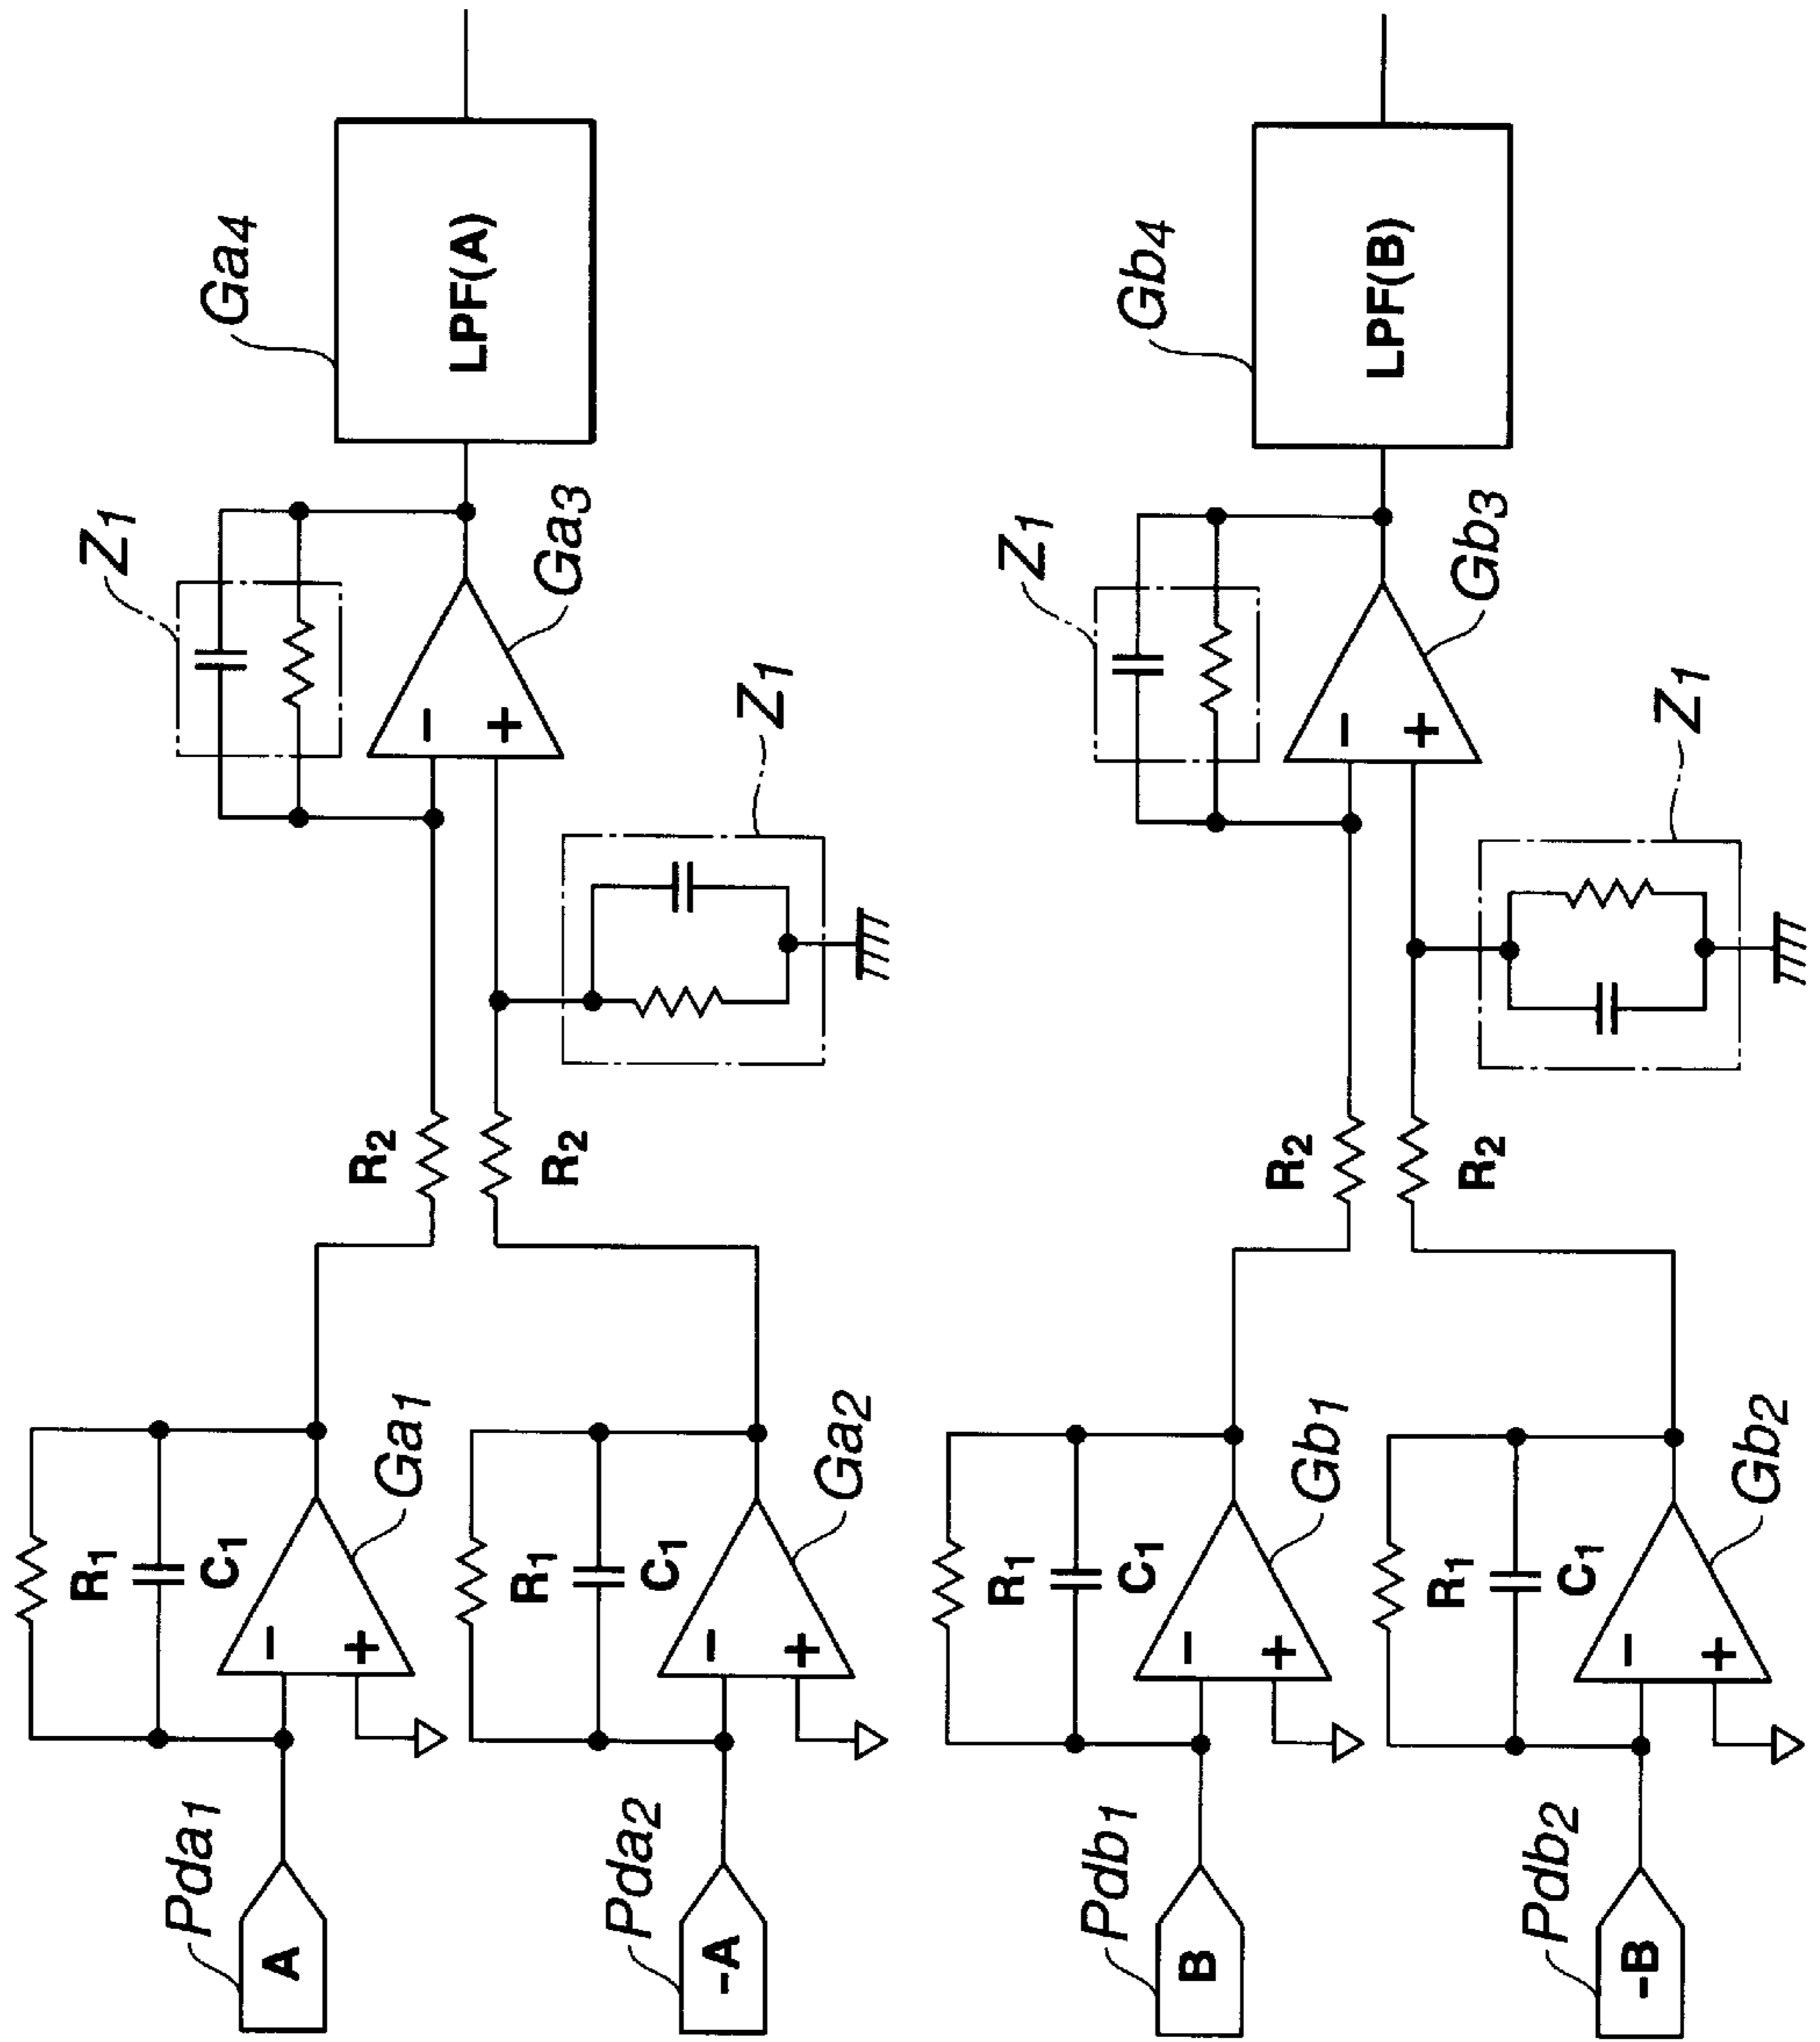 Pda1
A
R1
C1
-
+
Ga1
R2
Z1
-
+
Ga3
Ga4
LPF(A)
Pda2
-A
R1
C1
-
+
Ga2
R2
Z1
Pdb1
B
R1
C1
-
+
Gb1
R2
Z1
-
+
Gb3
Gb4
LPF(B)
Pdb2
-B
R1
C1
-
+
Gb2
R2
Z1